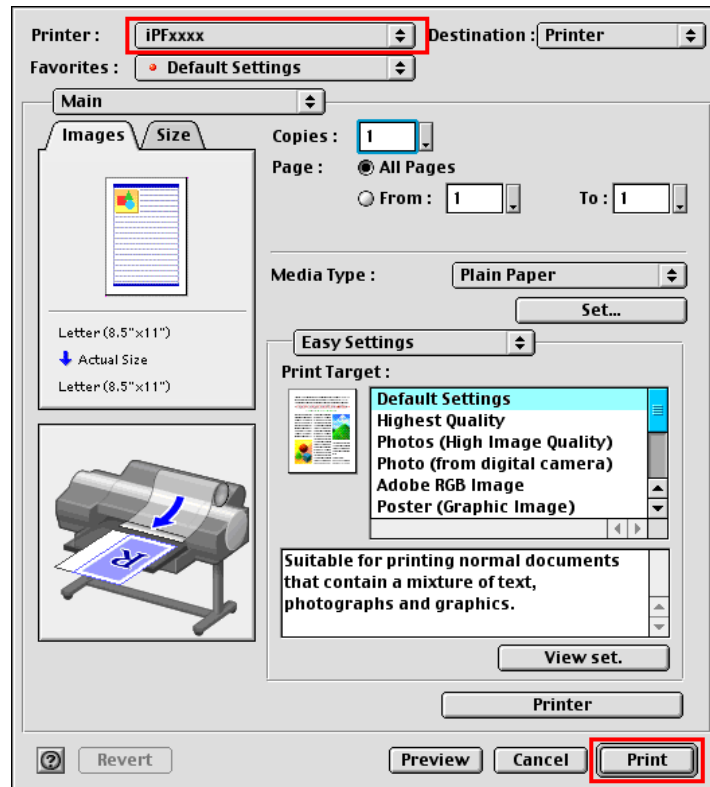 Printer : iPFxxxx Destination : Printer
Favorites : Default Settings
Main
Images Size
Copies : 1
Page : All Pages
From : 1 To : 1
Media Type : Plain Paper
Set...
Letter (8.5"x11")
Actual Size
Letter (8.5"x11")
Easy Settings
Print Target :
Default Settings
Highest Quality
Photos (High Image Quality)
Photo (from digital camera)
Adobe RGB Image
Poster (Graphic Image)
R
Suitable for printing normal documents
that contain a mixture of text,
photographs and graphics.
View set.
Printer
? Revert Preview Cancel Print